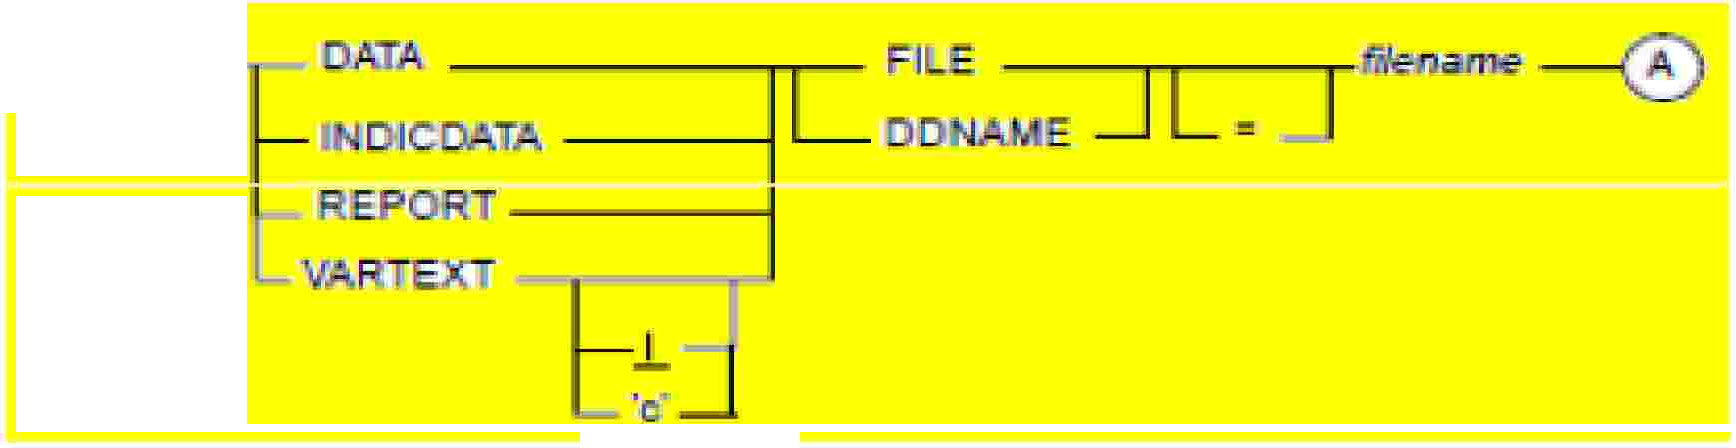 DATA FILE filename A
INDICDATA DDNAME =
REPORT
VARTEXT
|
'c'